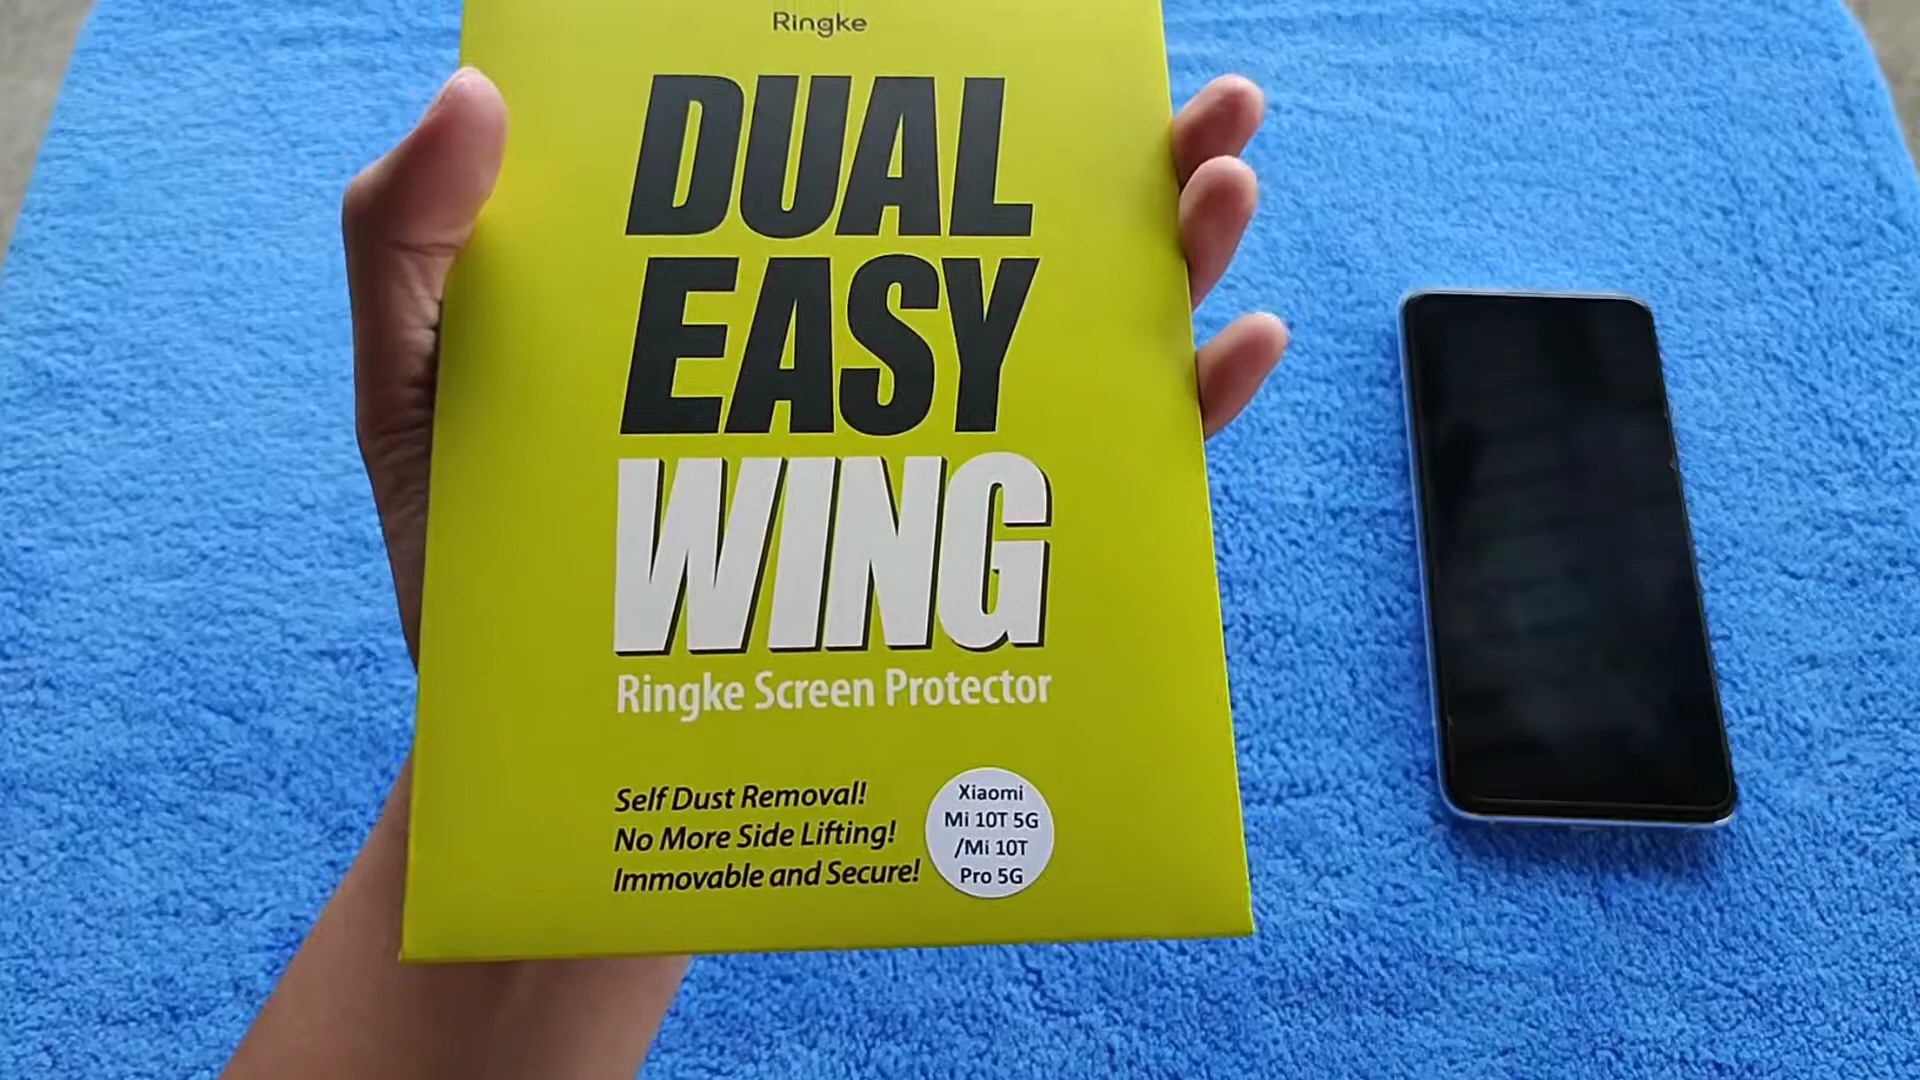 Ringke
DUAL
EASY
WING
Ringke Screen Protector
Self Dust Removal!
No More Side Lifting!
Immovable and Secure!
Xiaomi
Mi 10T 5G
/Mi 10T
Pro 5G